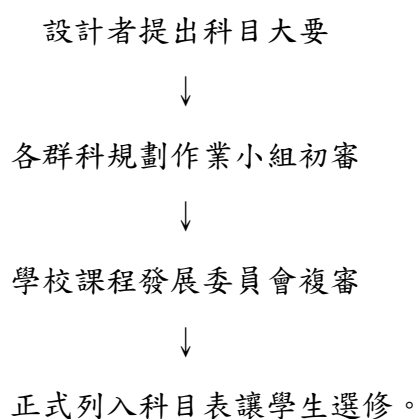 設計者提出科目大要
↓
各群科規劃作業小組初審
↓
學校課程發展委員會複審
↓
正式列入科目表讓學生選修。